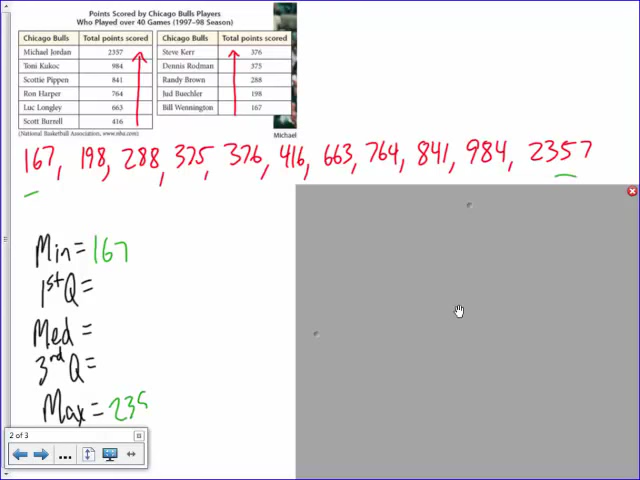 Points Scored by Chicago Bulls Players
Who Played over 40 Games (1997–98 Season)
Chicago Bulls Total points scored
Michael Jordan 2357
Toni Kukoc 984
Scottie Pippen 841
Ron Harper 764
Luc Longley 663
Scott Burrell 416
Chicago Bulls Total points scored
Steve Kerr 376
Dennis Rodman 375
Randy Brown 288
Jud Buechler 198
Bill Wennington 167
(National Basketball Association, www.nba.com)
Michael
167, 198, 288, 375, 376, 416, 663, 764, 841, 984, 2357
Min = 167
1st Q =
Med =
3rd Q =
Max = 235
2 of 3